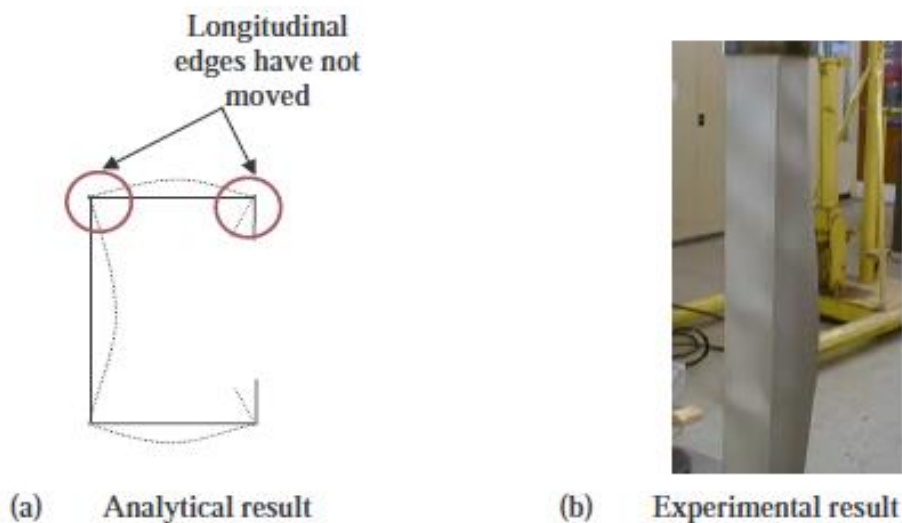 Longitudinal
edges have not
moved
(a) Analytical result
(b) Experimental result